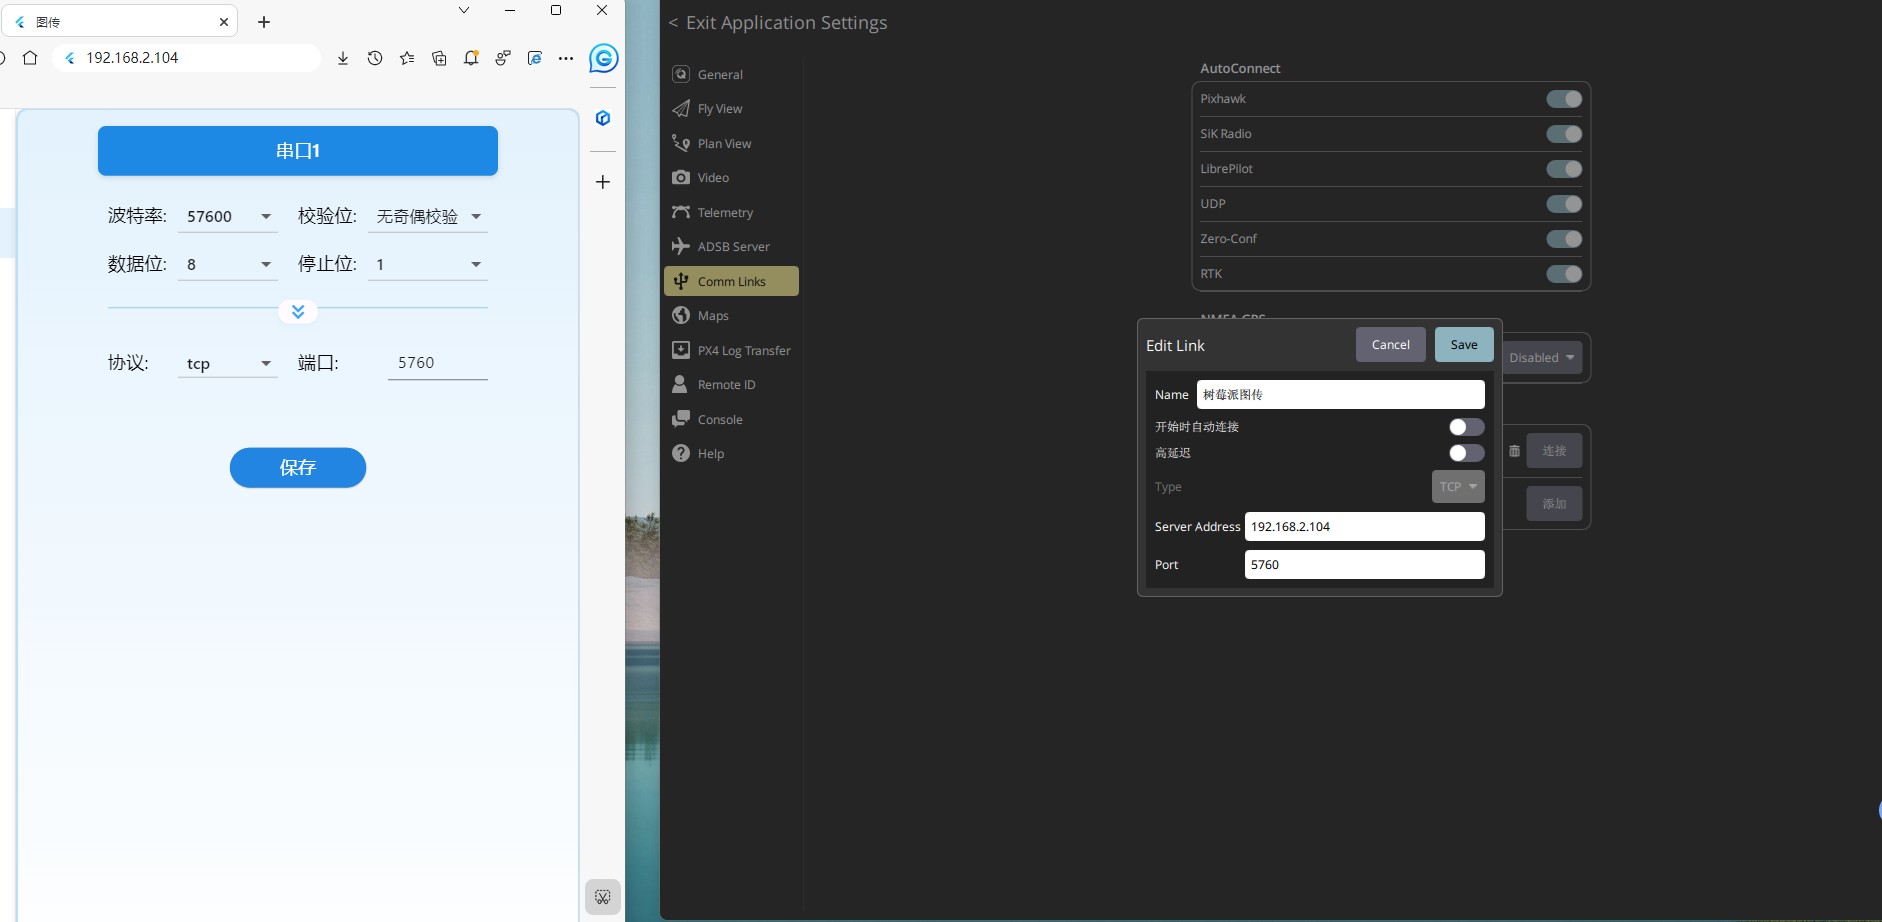 图传
192.168.2.104
串口1
波特率: 57600 校验位: 无奇偶校验
数据位: 8 停止位: 1
协议: tcp 端口: 5760
保存
< Exit Application Settings
General
Fly View
Plan View
Video
Telemetry
ADSB Server
Comm Links
Maps
PX4 Log Transfer
Remote ID
Console
Help
AutoConnect
Pixhawk
SiK Radio
LibrePilot
UDP
Zero-Conf
RTK
NMEA GPS
Disabled
连接
添加
Edit Link
Cancel
Save
Name 树莓派图传
开始时自动连接
高延迟
Type TCP
Server Address 192.168.2.104
Port 5760